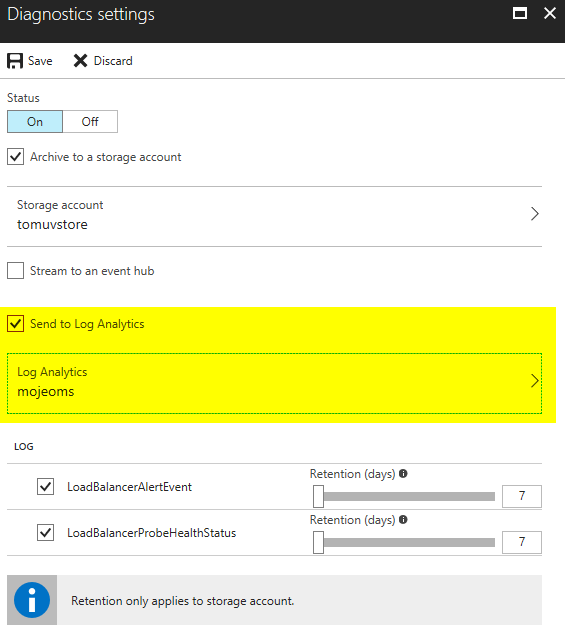 Diagnostics settings
Save Discard
Status
On Off
Archive to a storage account
Storage account
tomuvstore
Stream to an event hub
Send to Log Analytics
Log Analytics
mojeoms
LOG
Retention (days)
LoadBalancerAlertEvent 7
Retention (days)
LoadBalancerProbeHealthStatus 7
Retention only applies to storage account.